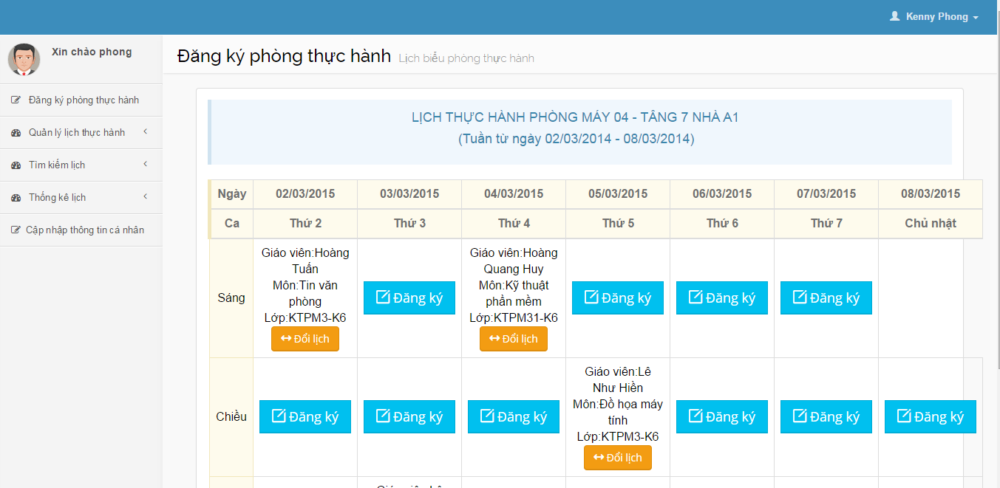 Kenny Phong
Xin chào phong
Đăng ký phòng thực hành
Quản lý lịch thực hành
Tìm kiếm lịch
Thống kê lịch
Cập nhập thông tin cá nhân
Đăng ký phòng thực hành Lịch biểu phòng thực hành
LỊCH THỰC HÀNH PHÒNG MÁY 04 - TẦNG 7 NHÀ A1
(Tuần từ ngày 02/03/2014 - 08/03/2014)
Ngày 02/03/2015 03/03/2015 04/03/2015 05/03/2015 06/03/2015 07/03/2015 08/03/2015
Ca Thứ 2 Thứ 3 Thứ 4 Thứ 5 Thứ 6 Thứ 7 Chủ nhật
Sáng
Giáo viên:Hoàng
Tuấn
Môn:Tin văn
phòng
Lớp:KTPM3-K6
Đổi lịch
Đăng ký
Giáo viên:Hoàng
Quang Huy
Môn:Kỹ thuật
phần mềm
Lớp:KTPM31-K6
Đổi lịch
Đăng ký
Đăng ký
Đăng ký
Chiều
Đăng ký
Đăng ký
Đăng ký
Giáo viên:Lê
Như Hiền
Môn:Đồ họa máy
tính
Lớp:KTPM3-K6
Đổi lịch
Đăng ký
Đăng ký
Đăng ký